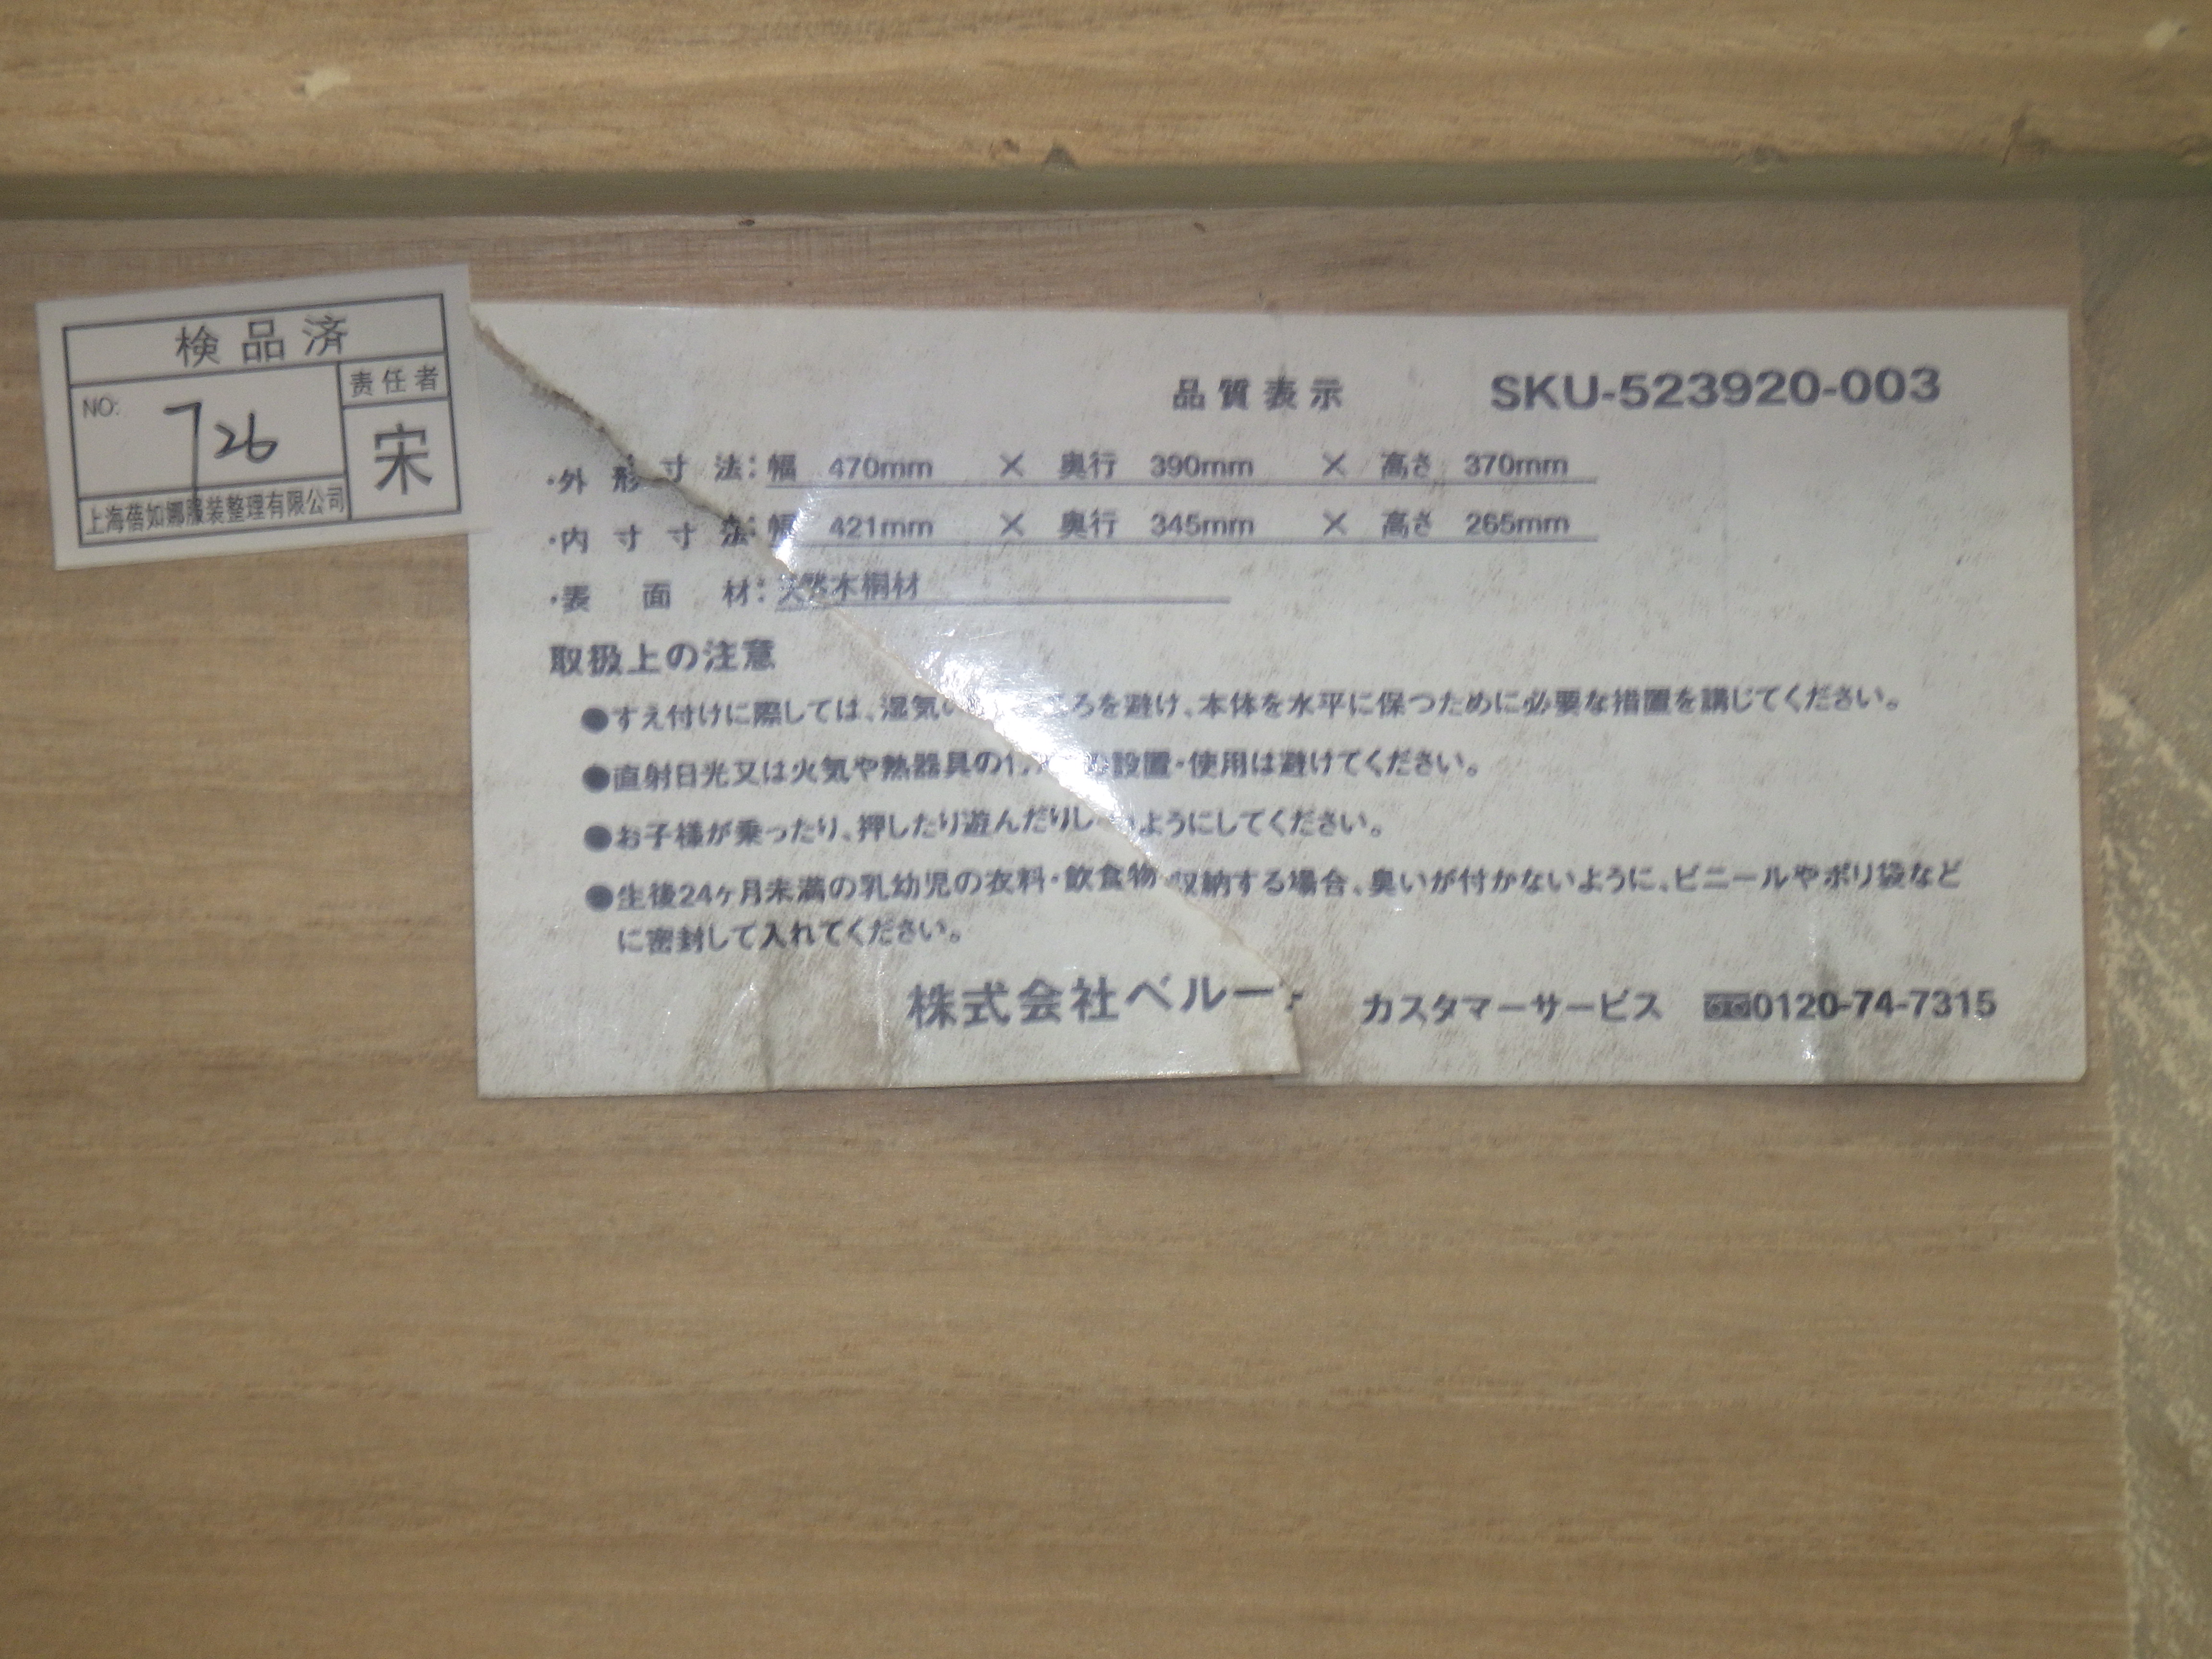 検品済
NO: 726
责任者
宋
上海蓓如娜服装整理有限公司
品質表示 SKU-523920-003
・外形寸法：幅 470mm × 奥行 390mm × 高さ 370mm
・内寸寸法：幅 421mm × 奥行 345mm × 高さ 265mm
・表面材：天然木桐材
取扱上の注意
●すえ付けに際しては、湿気の ろを避け、本体を水平に保つために必要な措置を講じてください。
●直射日光又は火気や熱器具の 設置・使用は避けてください。
●お子様が乗ったり、押したり遊んだりし ようにしてください。
●生後24ヶ月未満の乳幼児の衣料・飲食物 収納する場合、臭いが付かないように、ビニールやポリ袋など
に密封して入れてください。
株式会社ベルー カスタマーサービス 0120-74-7315